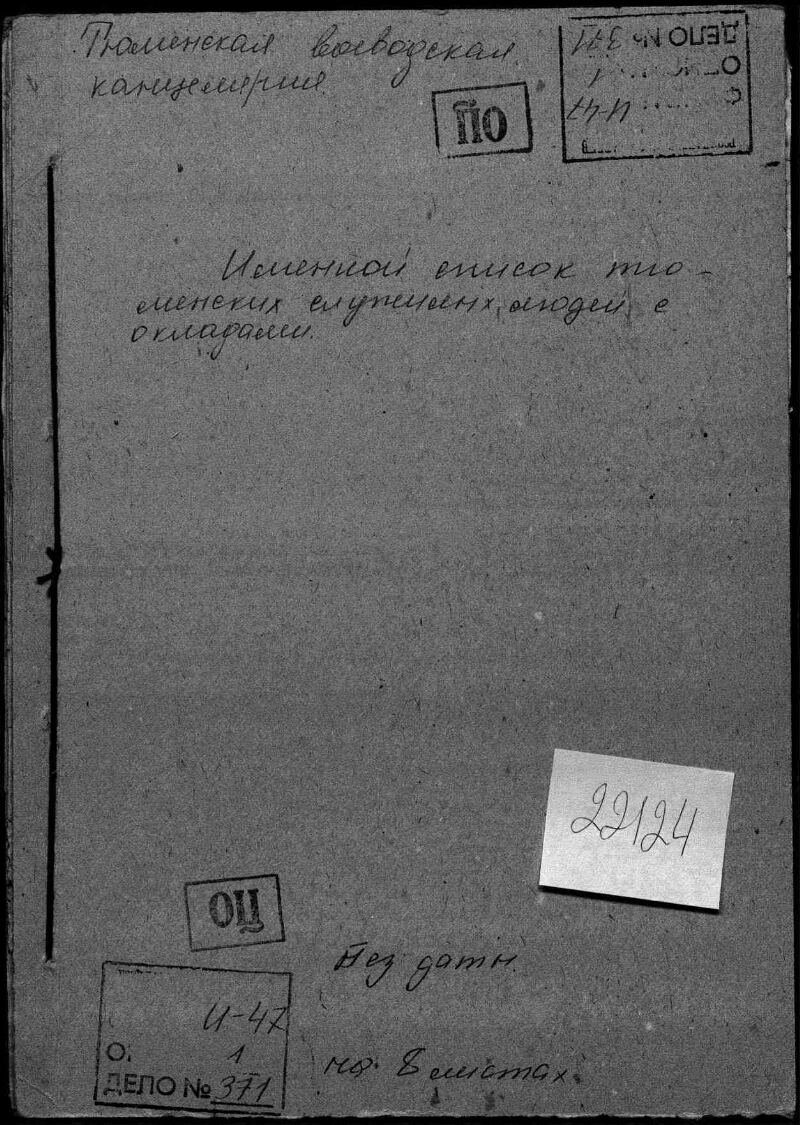 Тюменская воеводская
канцелярия.
ДЕЛО № 371
О 1
И-47
ПО
Именной список тю-
менских служилых людей с
окладами.
22124
ОЦ
Без даты
И-47
О. 1
ДЕЛО № 371
на 8 листах